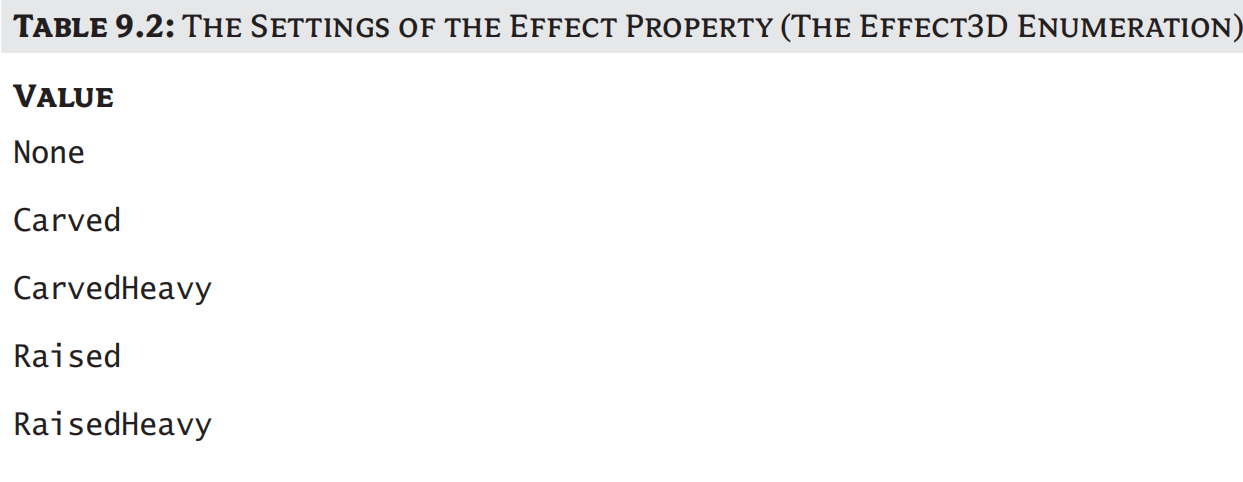 TABLE 9.2: THE SETTINGS OF THE EFFECT PROPERTY (THE EFFECT3D ENUMERATION)
VALUE
None
Carved
CarvedHeavy
Raised
RaisedHeavy